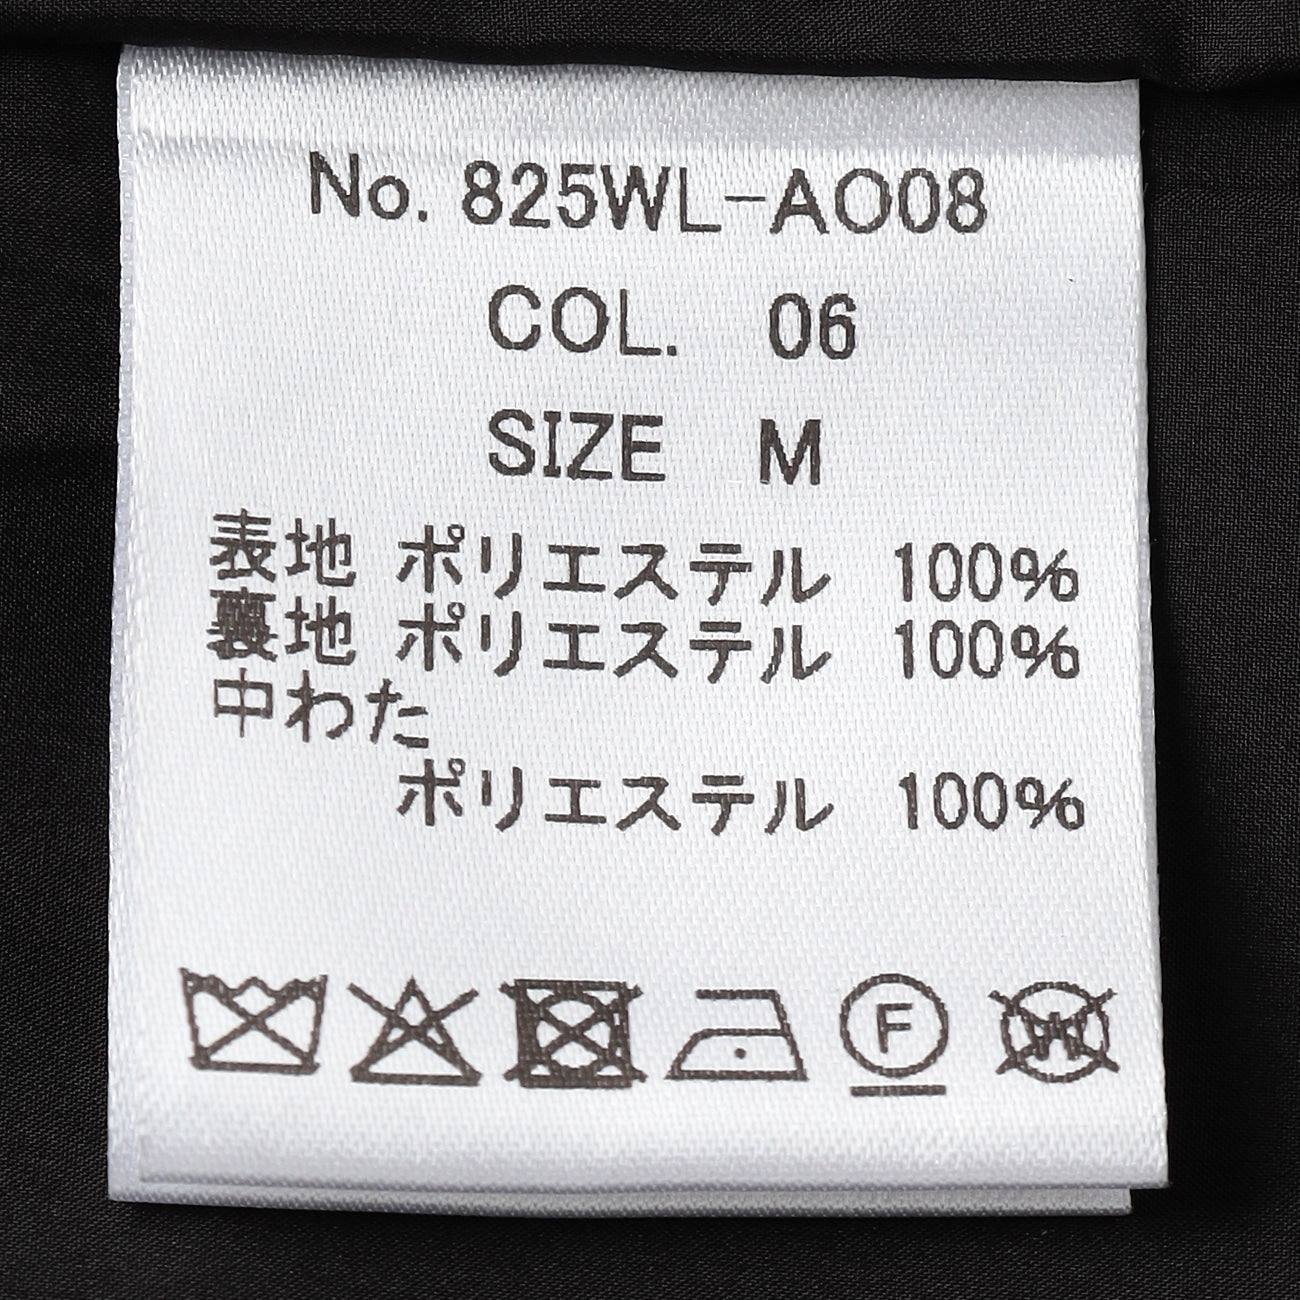 No. 825WL-AO08
COL. 06
SIZE M
表地 ポリエステル 100%
裏地 ポリエステル 100%
中わた
ポリエステル 100%
F
W